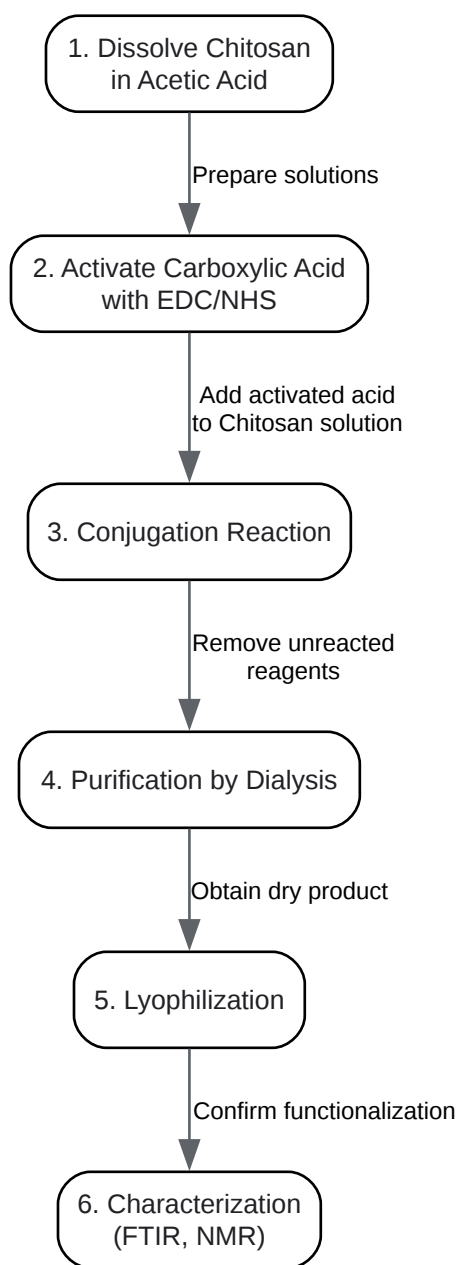 1. Dissolve Chitosan
in Acetic Acid
Prepare solutions
2. Activate Carboxylic Acid
with EDC/NHS
Add activated acid
to Chitosan solution
3. Conjugation Reaction
Remove unreacted
reagents
4. Purification by Dialysis
Obtain dry product
5. Lyophilization
Confirm functionalization
6. Characterization
(FTIR, NMR)